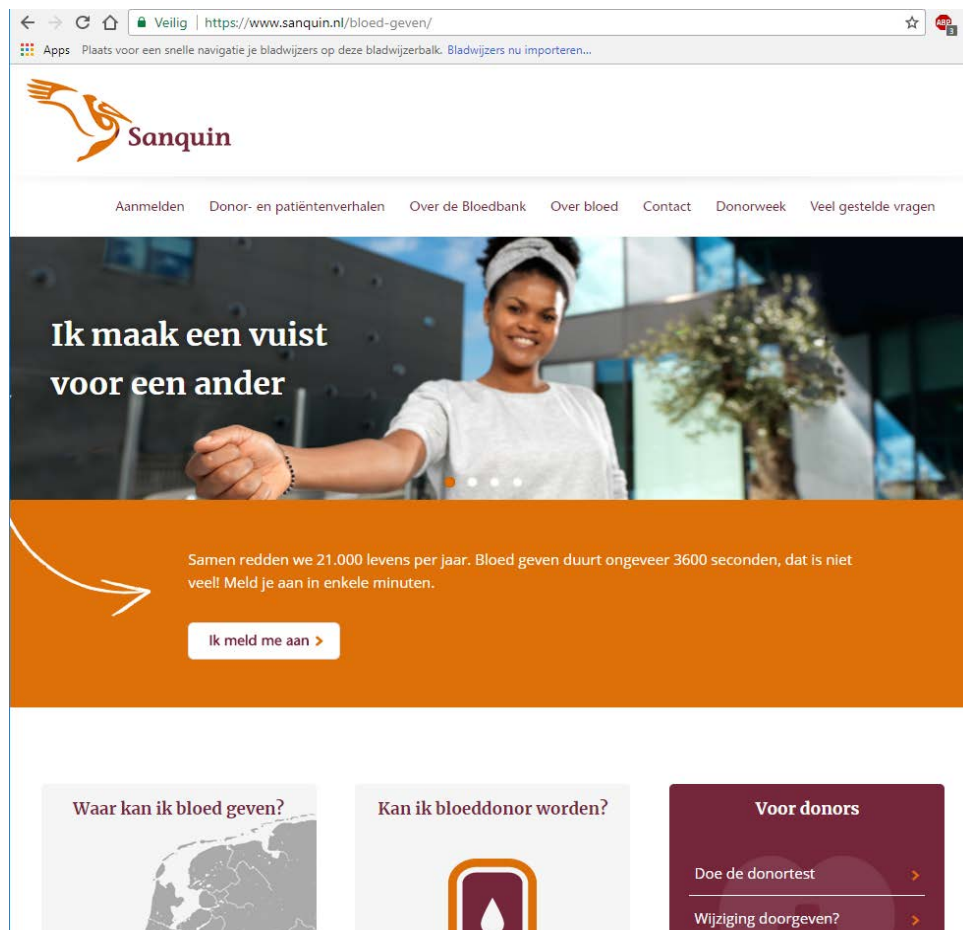 Veilig | https://www.sanquin.nl/bloed-geven/
ABP
3
Apps Plaats voor een snelle navigatie je bladwijzers op deze bladwijzerbalk. Bladwijzers nu importeren...
Sanquin
Aanmelden Donor- en patiëntenverhalen Over de Bloedbank Over bloed Contact Donorweek Veel gestelde vragen
Ik maak een vuist
voor een ander
Samen redden we 21.000 levens per jaar. Bloed geven duurt ongeveer 3600 seconden, dat is niet
veel! Meld je aan in enkele minuten.
Ik meld me aan >
Waar kan ik bloed geven?
Kan ik bloeddonor worden?
Voor donors
Doe de donortest >
Wijziging doorgeven? >